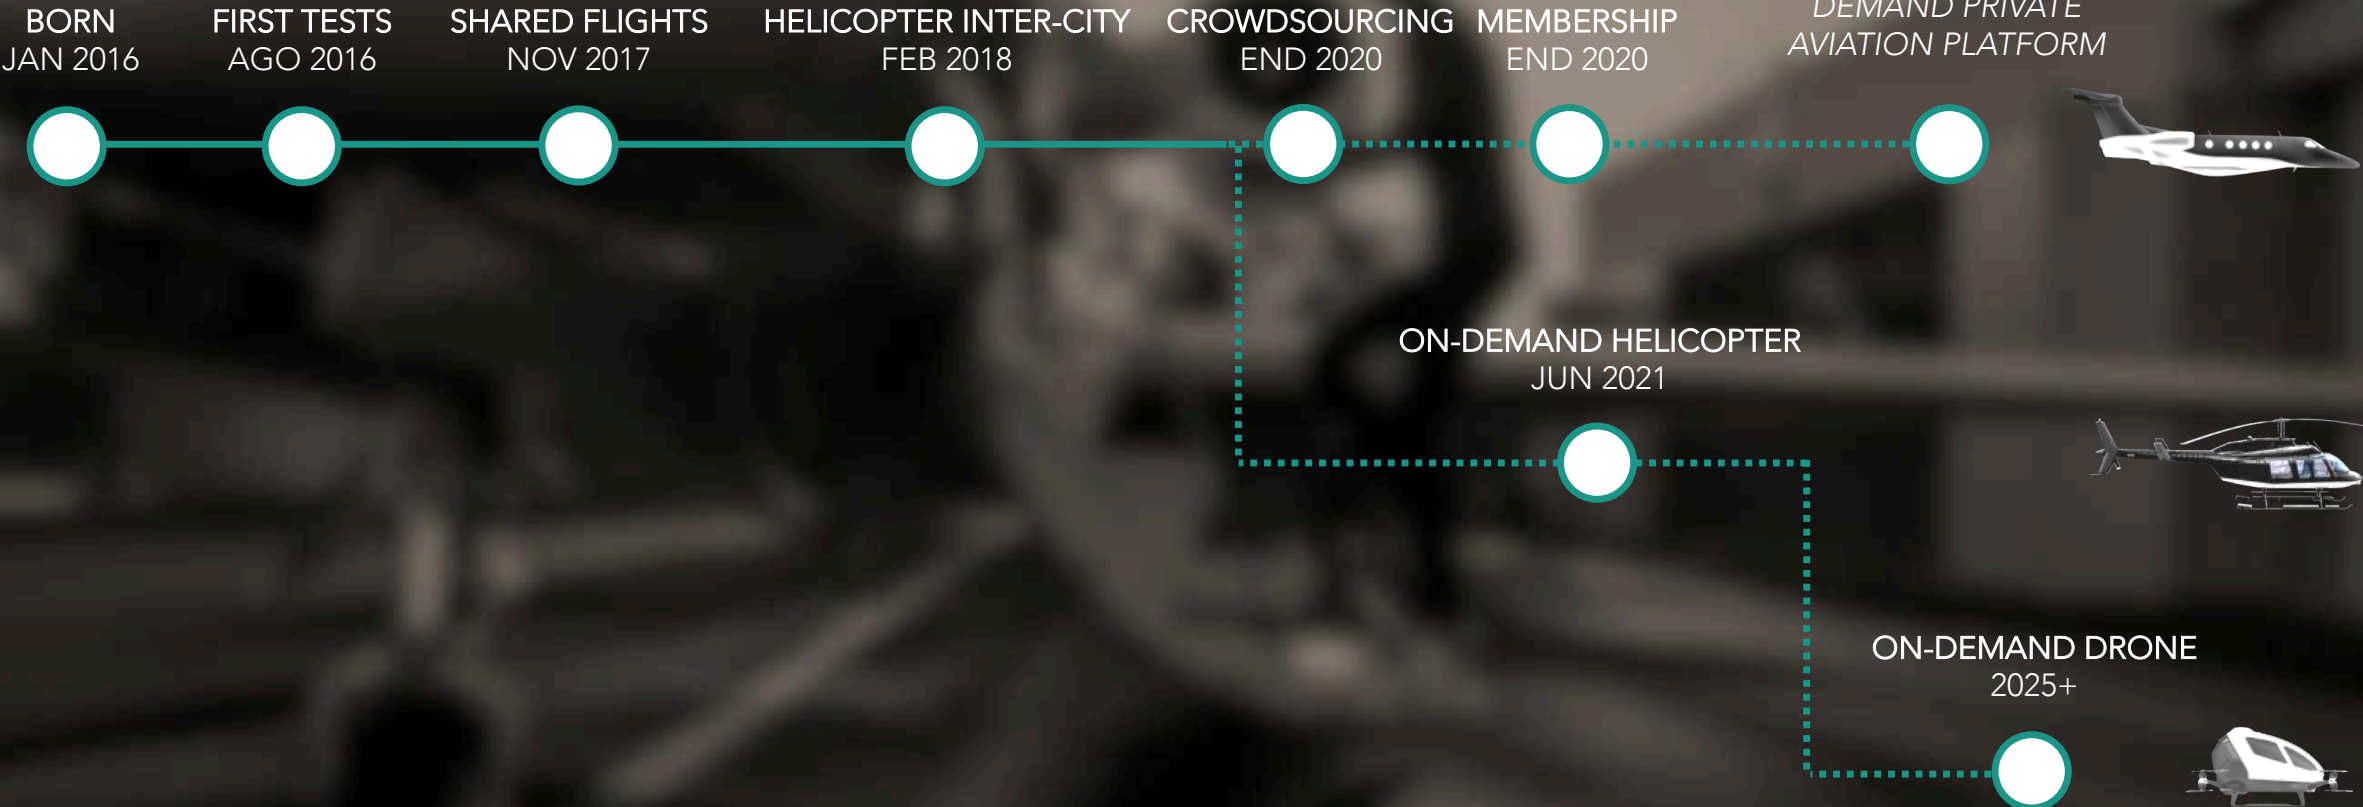 BORN
JAN 2016
FIRST TESTS
AGO 2016
SHARED FLIGHTS
NOV 2017
HELICOPTER INTER-CITY
FEB 2018
CROWDSOURCING
END 2020
MEMBERSHIP
END 2020
DEMAND PRIVATE
AVIATION PLATFORM
ON-DEMAND HELICOPTER
JUN 2021
ON-DEMAND DRONE
2025+